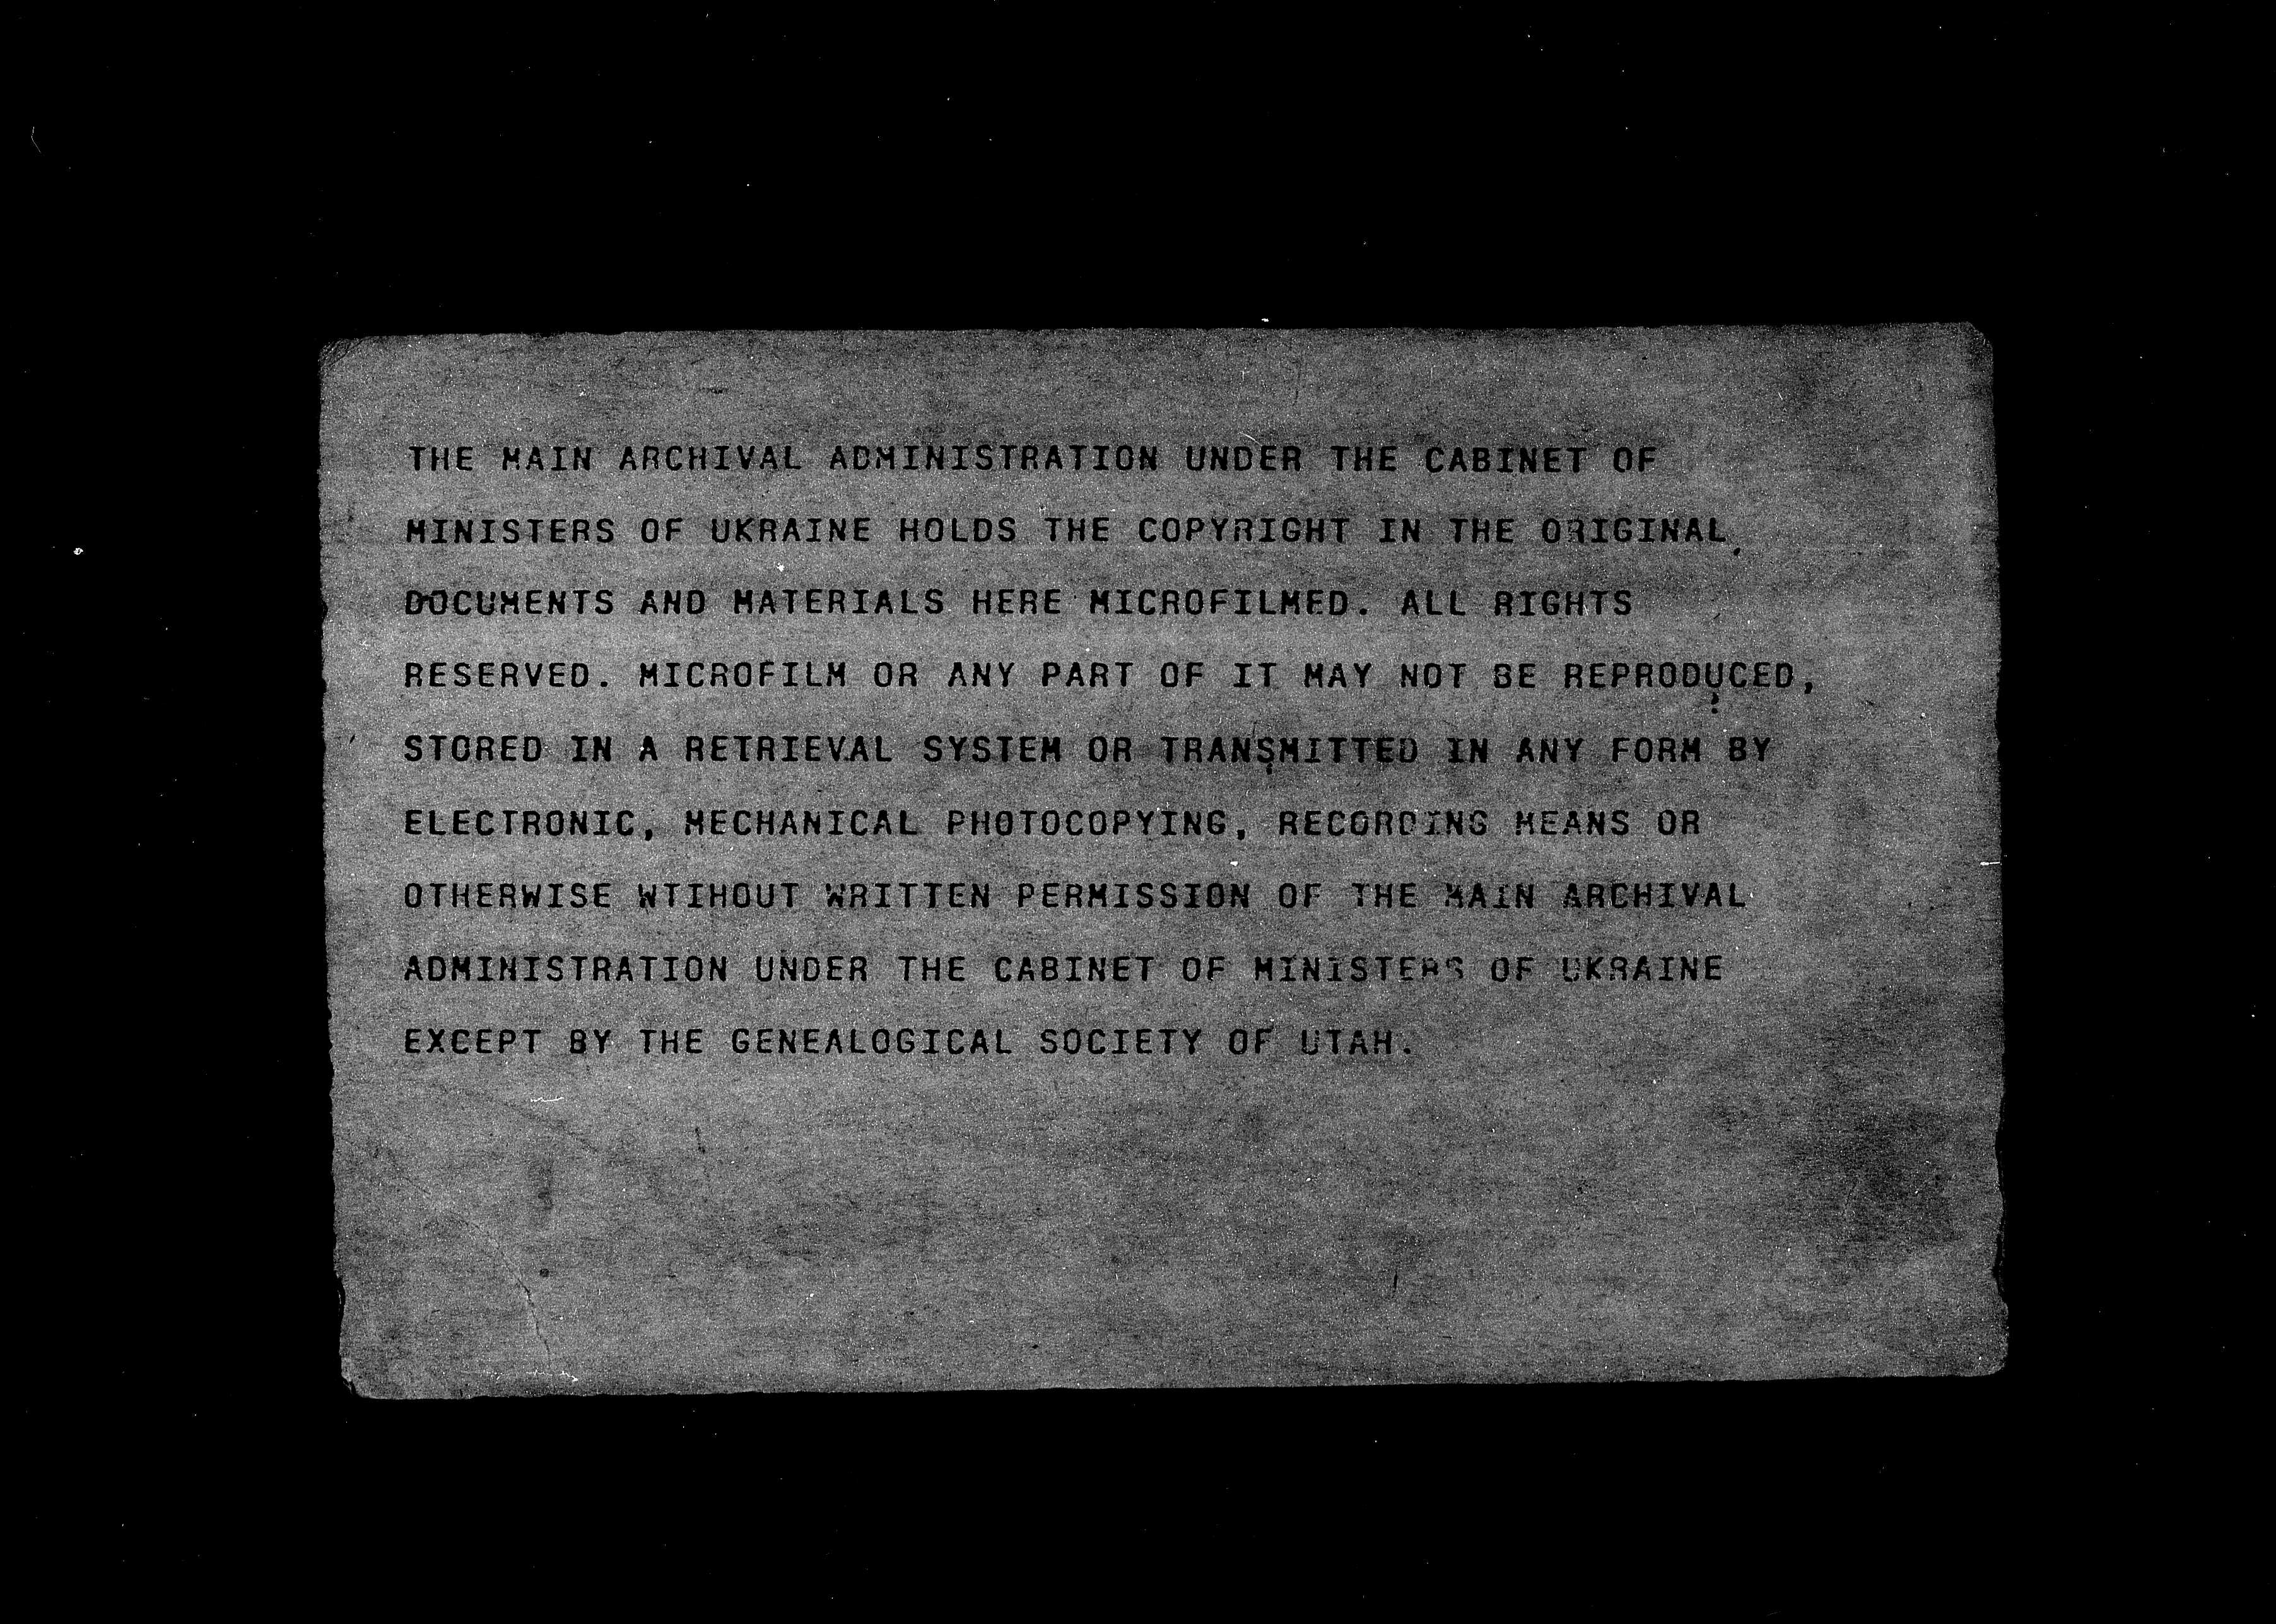 THE MAIN ARCHIVAL ADMINISTRATION UNDER THE CABINET OF
MINISTERS OF UKRAINE HOLDS THE COPYRIGHT IN THE ORIGINAL
DOCUMENTS AND MATERIALS HERE MICROFILMED. ALL RIGHTS
RESERVED. MICROFILM OR ANY PART OF IT MAY NOT BE REPRODUCED,
STORED IN A RETRIEVAL SYSTEM OR TRANSMITTED IN ANY FORM BY
ELECTRONIC, MECHANICAL PHOTOCOPYING, RECORDING MEANS OR
OTHERWISE WTIHOUT WRITTEN PERMISSION OF THE MAIN ARCHIVAL
ADMINISTRATION UNDER THE CABINET OF MINISTERS OF UKRAINE
EXCEPT BY THE GENEALOGICAL SOCIETY OF UTAH.